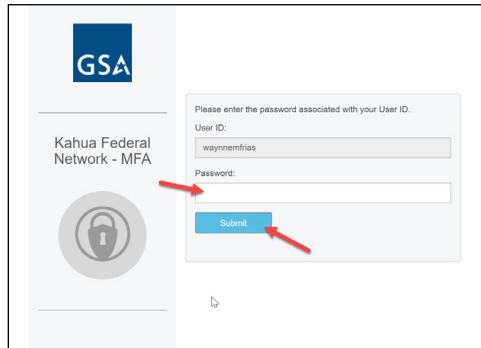 GSA
Kahua Federal
Network - MFA
Please enter the password associated with your User ID.
User ID:
waynnemfrias
Password:
Submit